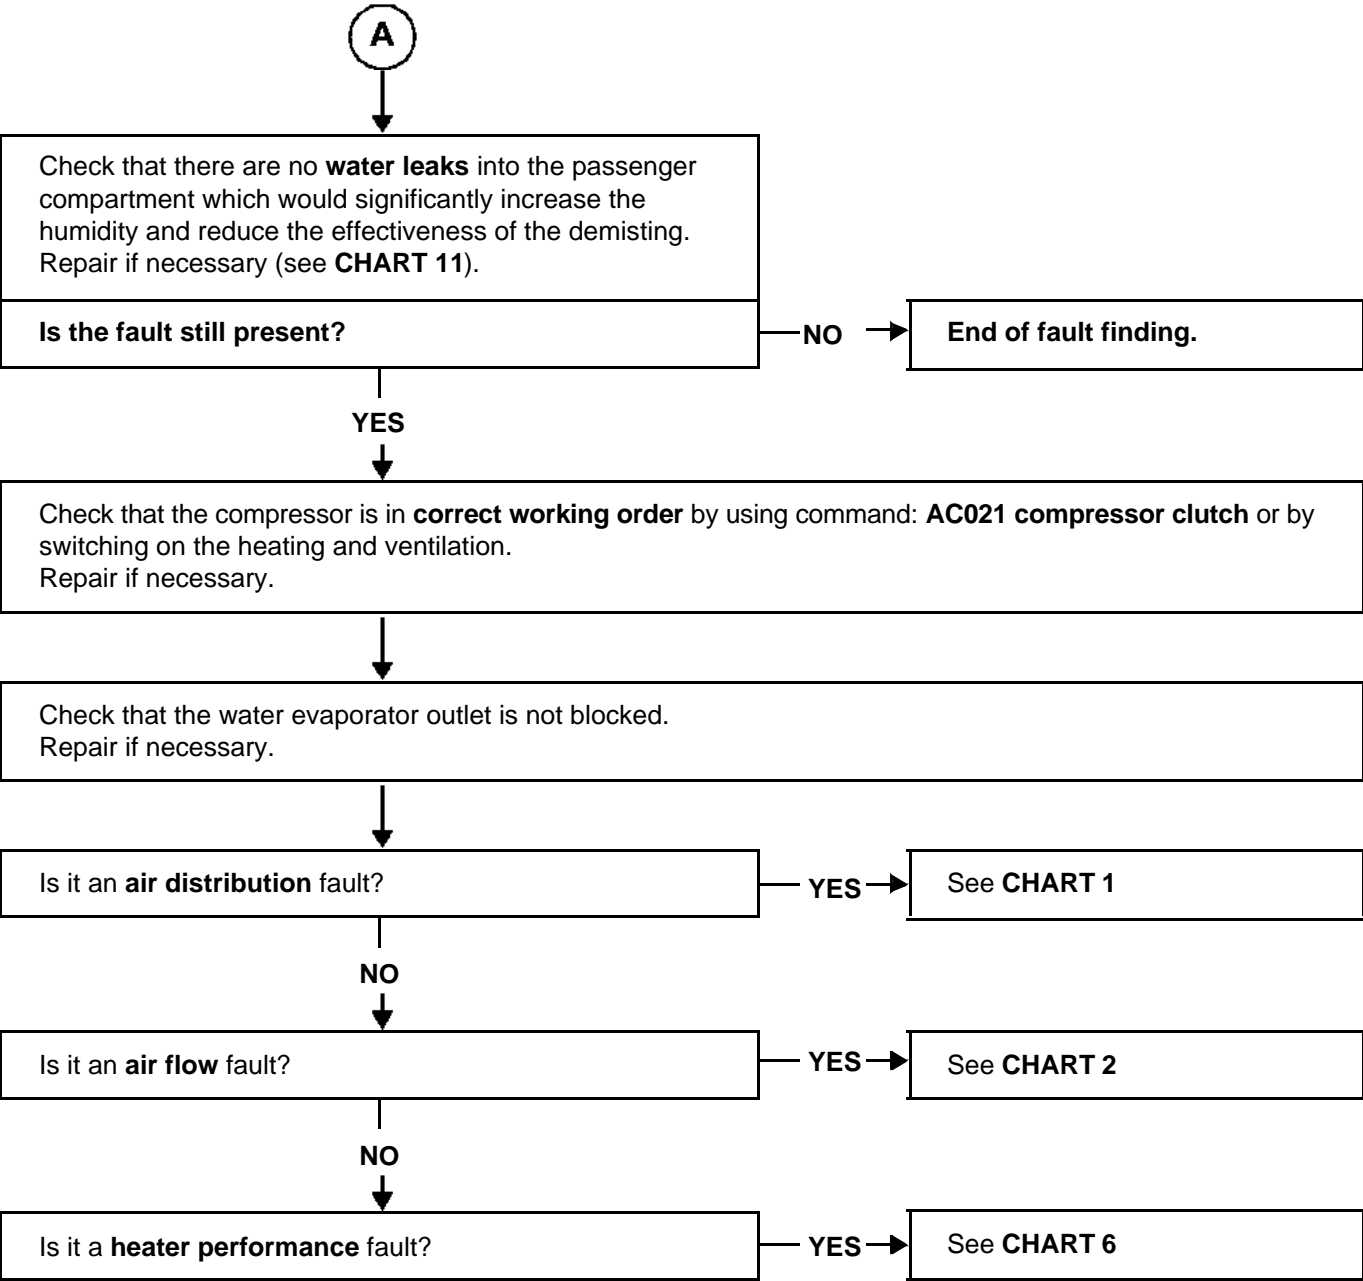 A
Check that there are no water leaks into the passenger
compartment which would significantly increase the
humidity and reduce the effectiveness of the demisting.
Repair if necessary (see CHART 11).
Is the fault still present?
NO
End of fault finding.
YES
Check that the compressor is in correct working order by using command: AC021 compressor clutch or by
switching on the heating and ventilation.
Repair if necessary.
Check that the water evaporator outlet is not blocked.
Repair if necessary.
Is it an air distribution fault?
YES
See CHART 1
NO
Is it an air flow fault?
YES
See CHART 2
NO
Is it a heater performance fault?
YES
See CHART 6